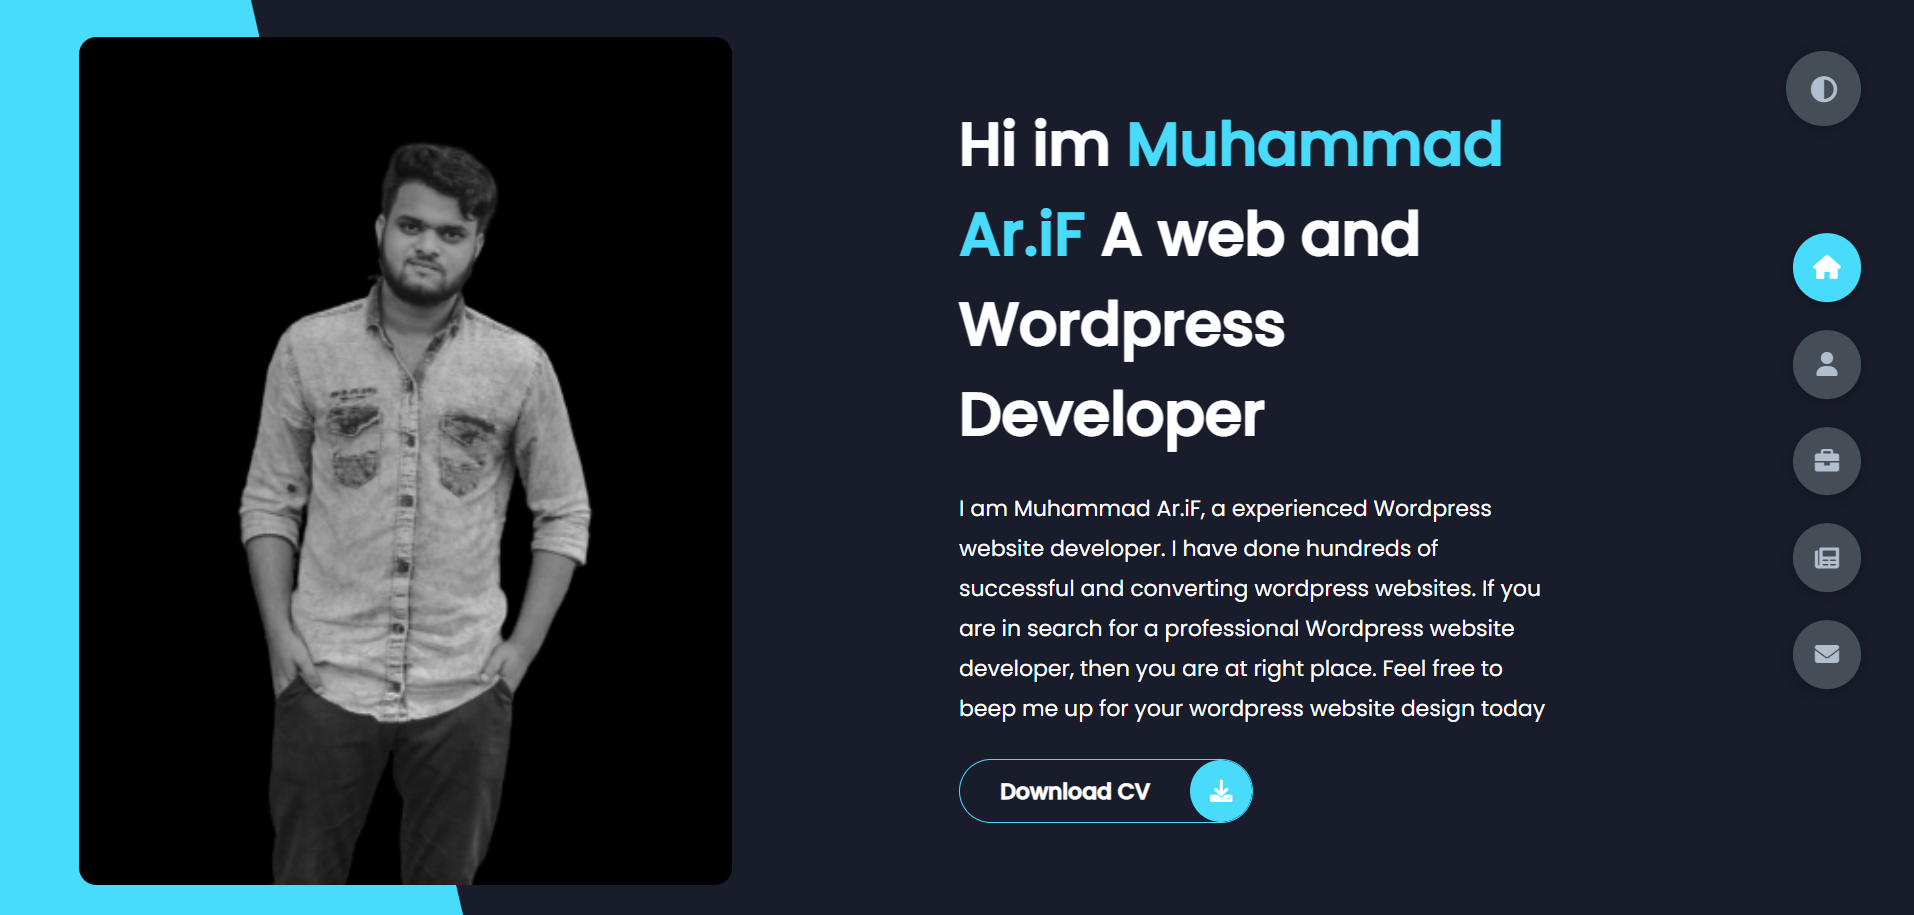 Hi im Muhammad
Ar.iF A web and
Wordpress
Developer
I am Muhammad Ar.iF, a experienced Wordpress
website developer. I have done hundreds of
successful and converting wordpress websites. If you
are in search for a professional Wordpress website
developer, then you are at right place. Feel free to
beep me up for your wordpress website design today
Download CV